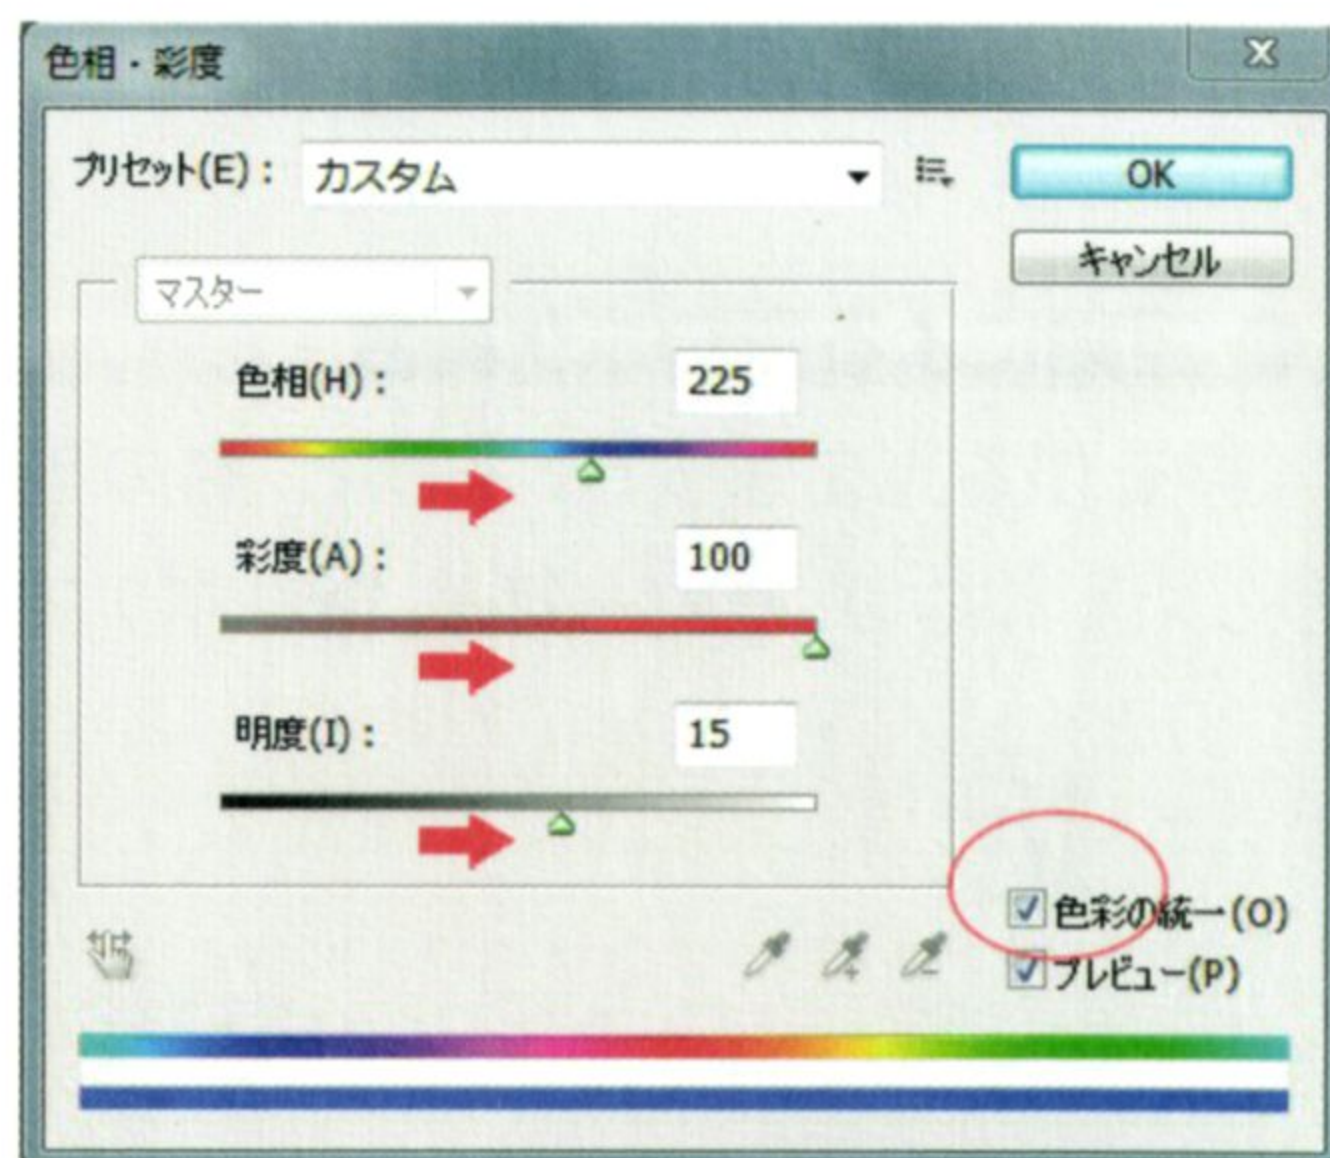 色相・彩度
プリセット(E)： カスタム
OK
キャンセル
マスター
色相(H)： 225
彩度(A)： 100
明度(I)： 15
色彩の統一(O)
プレビュー(P)